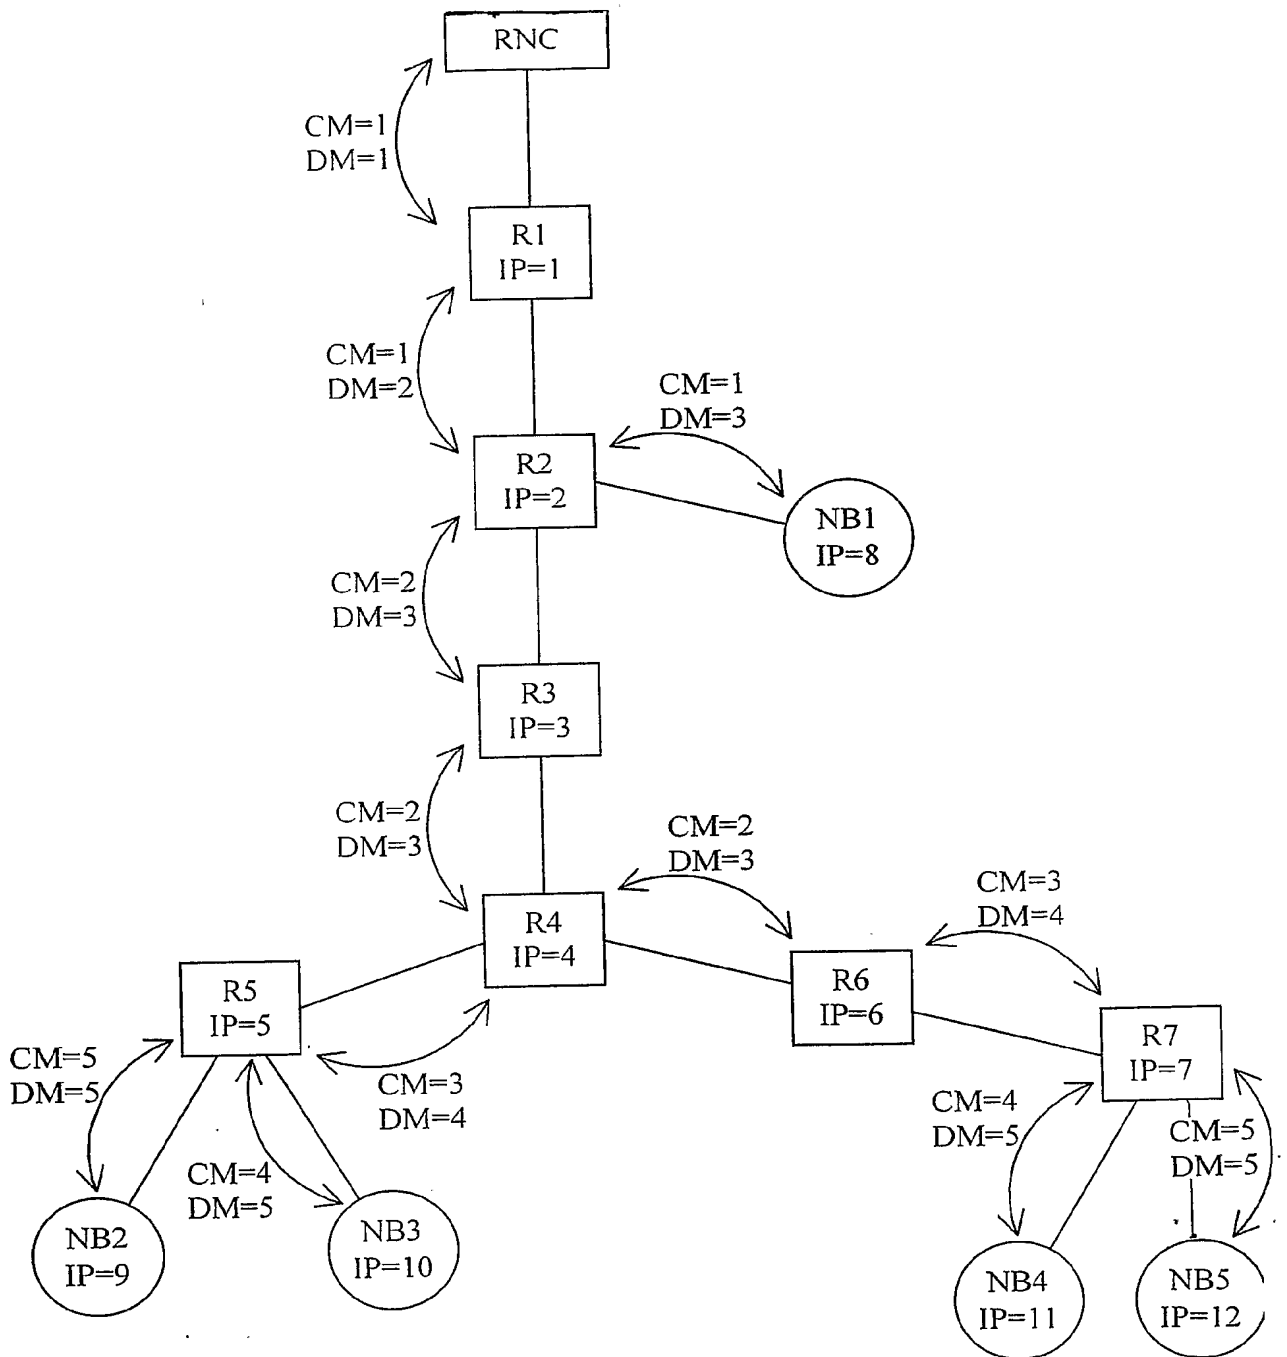 RNC
CM=1
DM=1
R1
IP=1
CM=1
DM=2
CM=1
DM=3
R2
IP=2
NB1
IP=8
CM=2
DM=3
R3
IP=3
CM=2
DM=3
CM=2
DM=3
CM=3
DM=4
R4
IP=4
R5
IP=5
R6
IP=6
R7
IP=7
CM=5
DM=5
CM=3
DM=4
CM=4
DM=5
CM=5
DM=5
CM=4
DM=5
NB2
IP=9
NB3
IP=10
NB4
IP=11
NB5
IP=12